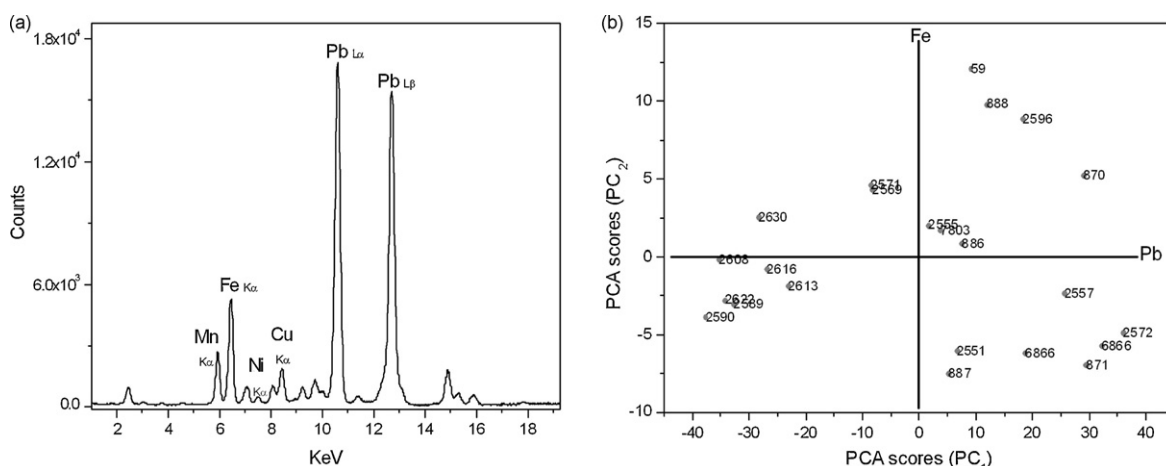 (a)
1.8x10⁴
1.2x10⁴
6.0x10³
0.0
Counts
Mn Kα
Fe Kα
Ni Kα
Cu Kα
Pb Lα
Pb Lβ
2 4 6 8 10 12 14 16 18
KeV
(b)
15
10
5
0
-5
-10
PCA scores (PC₂)
Fe
Pb
59
888
2596
870
2571
2569
2630
2555
7803
886
2608
2616
2613
2622
2589
2590
2557
2572
6866
2551
6866
871
887
-40 -30 -20 -10 0 10 20 30 40
PCA scores (PC₁)